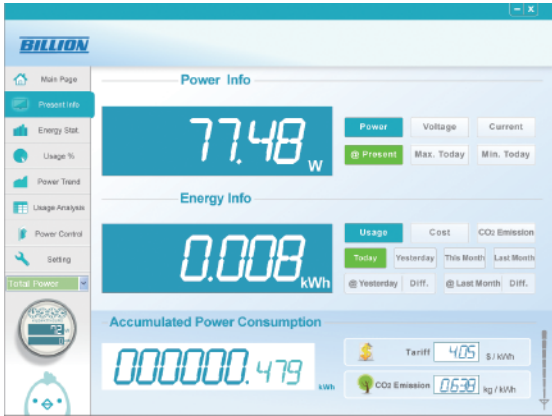 BILLION
Main Page
Present Info
Energy Stat.
Usage %
Power Trend
Usage Analysis
Power Control
Setting
Total Power
Power Info
77.48 W
Power Voltage Current
@ Present Max. Today Min. Today
Energy Info
0.008 kWh
Usage Cost CO2 Emission
Today Yesterday This Month Last Month
@ Yesterday Diff. @ Last Month Diff.
Accumulated Power Consumption
000000.479 kWh
Tariff 4.05 $ / kWh
CO2 Emission 0.638 kg / kWh